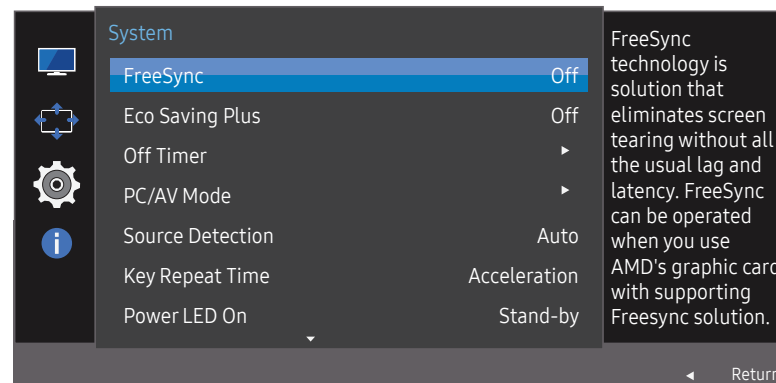 System
FreeSync Off
Eco Saving Plus Off
Off Timer
PC/AV Mode
Source Detection Auto
Key Repeat Time Acceleration
Power LED On Stand-by
FreeSync
technology is
solution that
eliminates screen
tearing without all
the usual lag and
latency. FreeSync
can be operated
when you use
AMD's graphic card
with supporting
Freesync solution.
Return